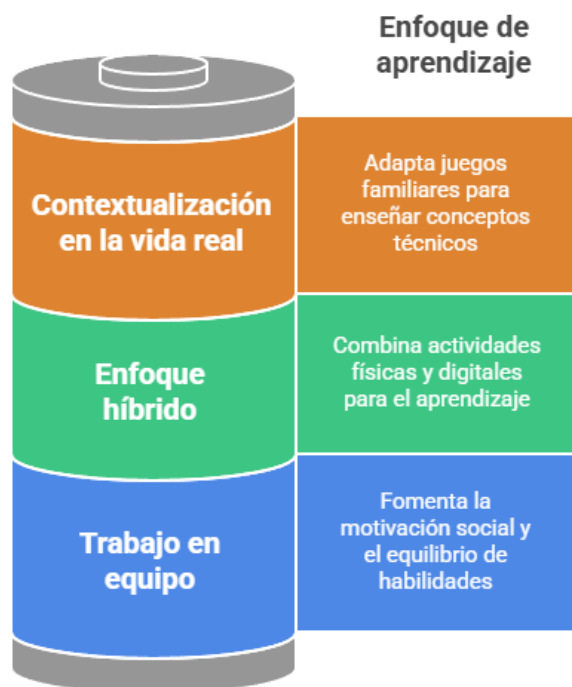 Enfoque de
aprendizaje
Contextualización
en la vida real
Adapta juegos
familiares para
enseñar conceptos
técnicos
Enfoque
híbrido
Combina actividades
físicas y digitales
para el aprendizaje
Trabajo en
equipo
Fomenta la
motivación social y
el equilibrio de
habilidades